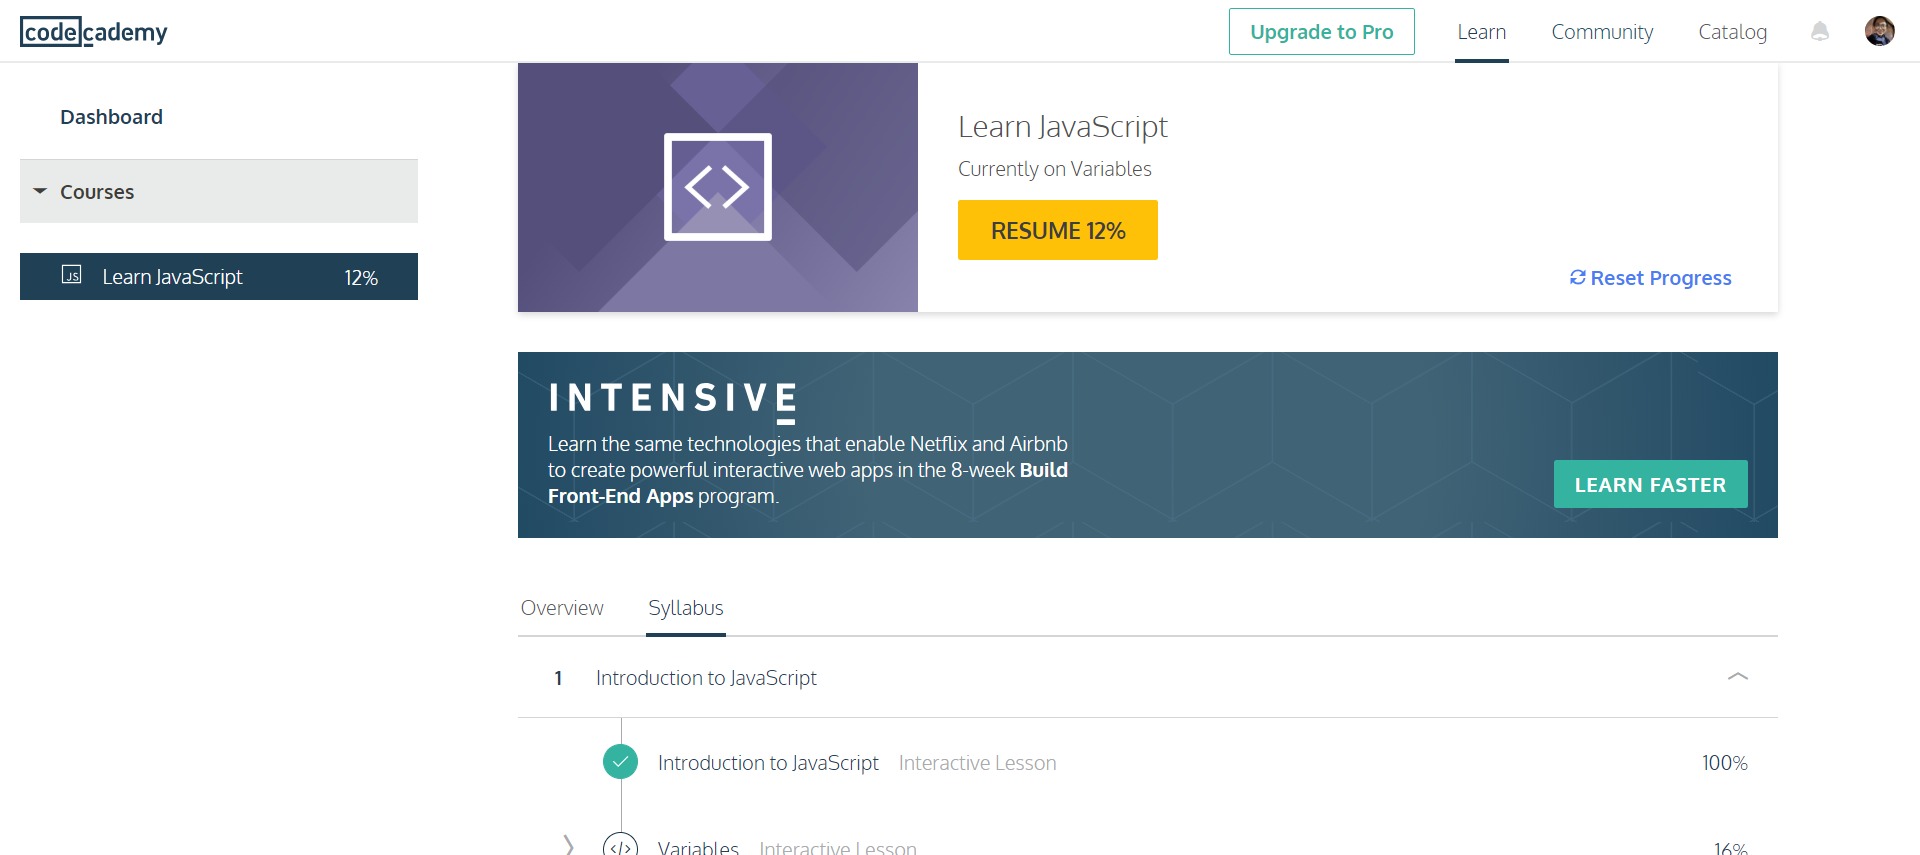 codecademy
Upgrade to Pro
Learn
Community
Catalog
Dashboard
Courses
JS
Learn JavaScript
12%
Learn JavaScript
Currently on Variables
RESUME 12%
Reset Progress
INTENSIVE
Learn the same technologies that enable Netflix and Airbnb
to create powerful interactive web apps in the 8-week Build
Front-End Apps program.
LEARN FASTER
Overview
Syllabus
1 Introduction to JavaScript
Introduction to JavaScript Interactive Lesson 100%
Variables Interactive Lesson 16%